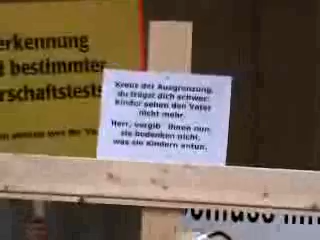 erkennung
bestimmter
rschaftstests
Kreuz der Ausgrenzung,
du trägst dich schwer:
Kinder sehen den Vater
nicht mehr.
Herr, vergib ihnen nun,
sie bedenken nicht,
was sie Kindern antun.